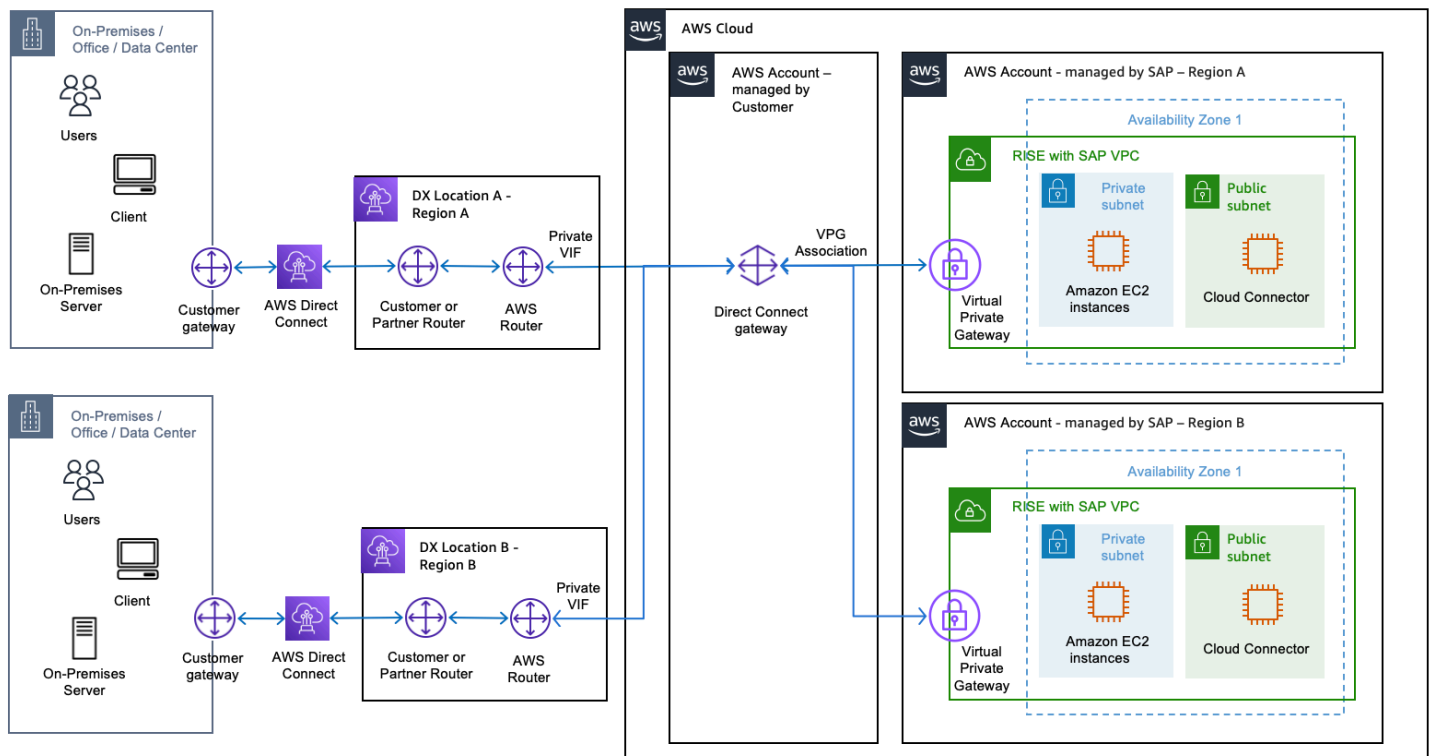 On-Premises /
Office / Data Center
Users
Client
On-Premises
Server
Customer
gateway
AWS Direct
Connect
DX Location A -
Region A
Customer or
Partner Router
AWS
Router
Private
VIF
aws
AWS Cloud
aws
AWS Account –
managed by
Customer
Direct Connect
gateway
VPG
Association
aws
AWS Account - managed by SAP – Region A
Availability Zone 1
RISE with SAP VPC
Private
subnet
Public
subnet
Amazon EC2
instances
Cloud Connector
Virtual
Private
Gateway
On-Premises /
Office / Data Center
Users
Client
On-Premises
Server
Customer
gateway
AWS Direct
Connect
DX Location B -
Region B
Customer or
Partner Router
AWS
Router
Private
VIF
aws
AWS Account - managed by SAP – Region B
Availability Zone 1
RISE with SAP VPC
Private
subnet
Public
subnet
Amazon EC2
instances
Cloud Connector
Virtual
Private
Gateway